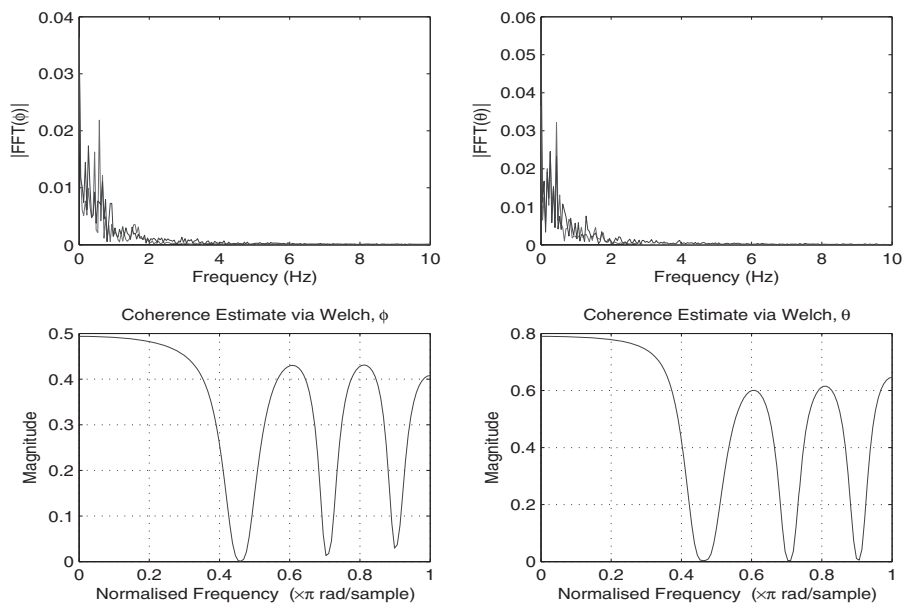 0.04
0.03
0.02
0.01
0
|FFT(ϕ)|
0 2 4 6 8 10
Frequency (Hz)
0.06
0.05
0.04
0.03
0.02
0.01
0
|FFT(θ)|
0 2 4 6 8 10
Frequency (Hz)
Coherence Estimate via Welch, ϕ
0.5
0.4
0.3
0.2
0.1
0
Magnitude
0 0.2 0.4 0.6 0.8 1
Normalised Frequency (×π rad/sample)
Coherence Estimate via Welch, θ
0.8
0.6
0.4
0.2
0
Magnitude
0 0.2 0.4 0.6 0.8 1
Normalised Frequency (×π rad/sample)